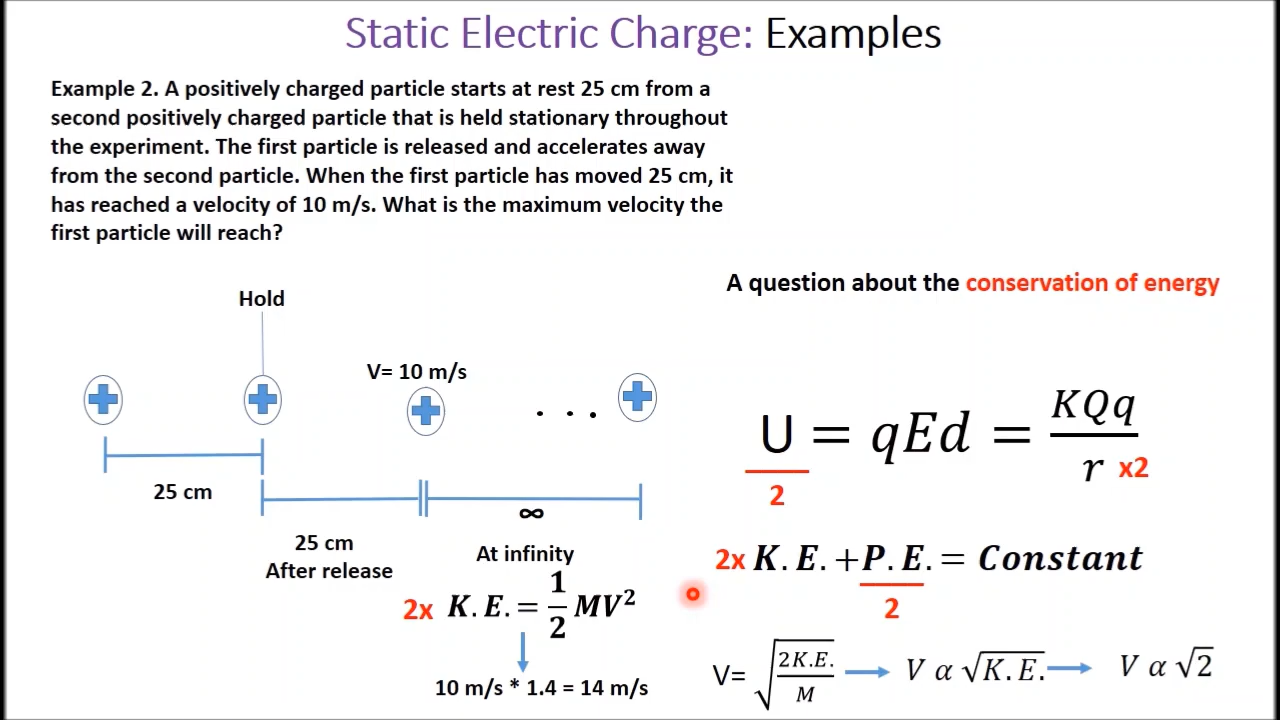 Static Electric Charge: Examples
Example 2. A positively charged particle starts at rest 25 cm from a
second positively charged particle that is held stationary throughout
the experiment. The first particle is released and accelerates away
from the second particle. When the first particle has moved 25 cm, it
has reached a velocity of 10 m/s. What is the maximum velocity the
first particle will reach?
A question about the conservation of energy
Hold
V= 10 m/s
. . .
25 cm
∞
25 cm
After release
At infinity
2x K.E.= 1/2 MV²
10 m/s * 1.4 = 14 m/s
U/2 = qEd = KQq/r x2
2x K.E.+P.E./2 = Constant
V= √(2K.E./M) → V α √K.E. → V α √2